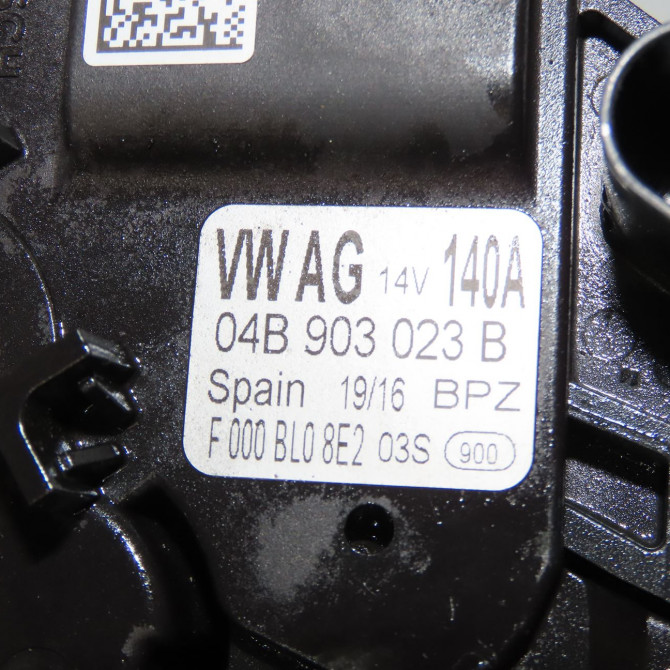 VW AG 14V 140A
04B 903 023 B
Spain 19/16 BPZ
F 000 BL0 8E2 03S 900